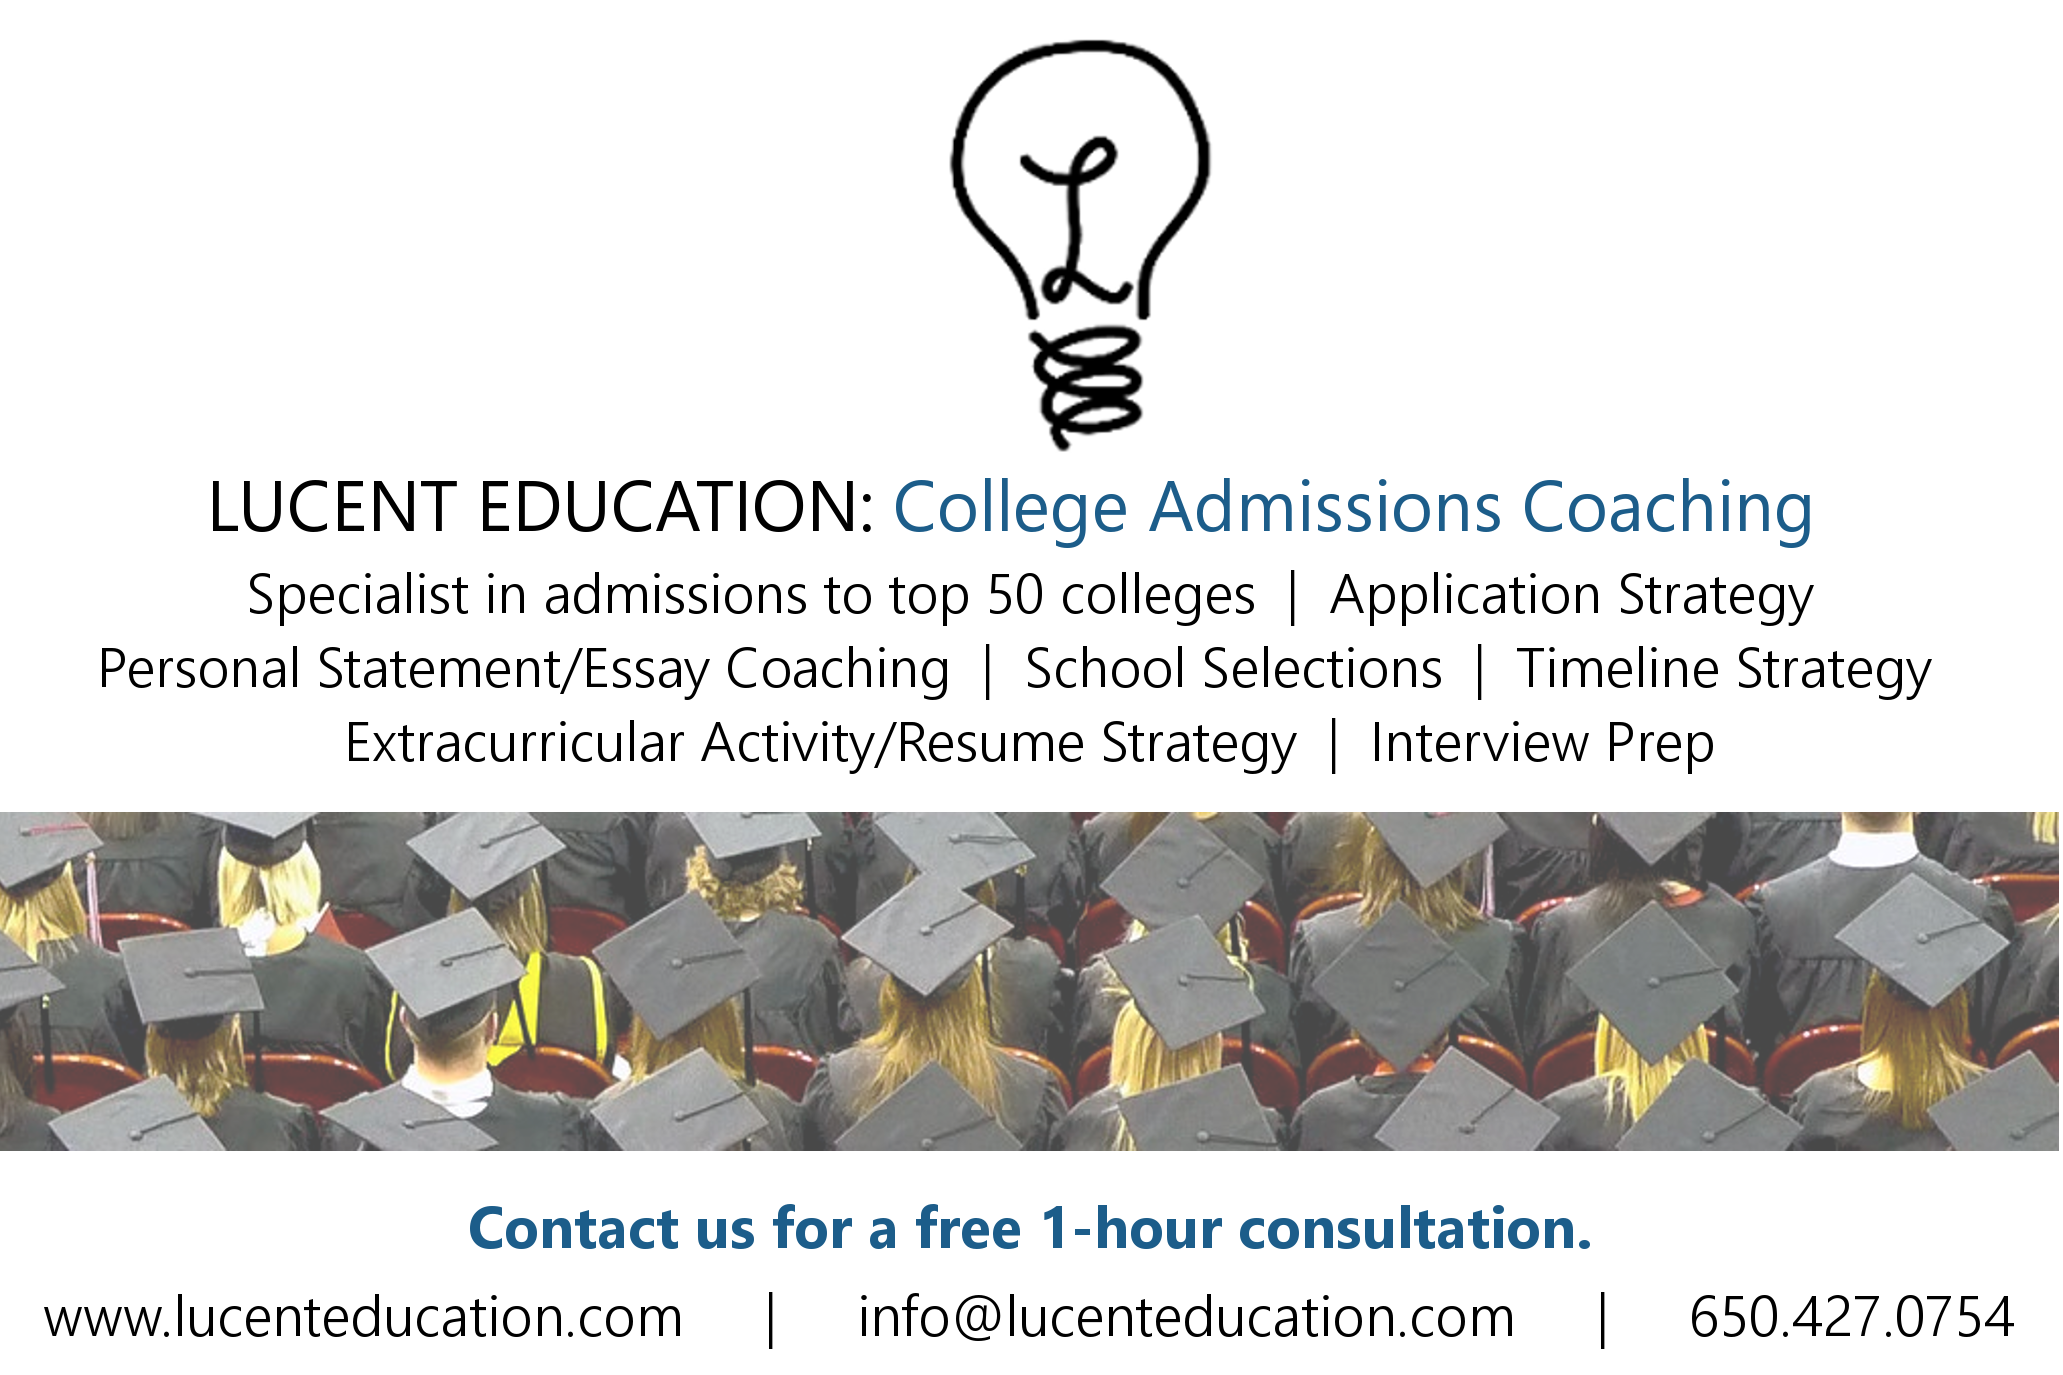 LUCENT EDUCATION: College Admissions Coaching
Specialist in admissions to top 50 colleges | Application Strategy
Personal Statement/Essay Coaching | School Selections | Timeline Strategy
Extracurricular Activity/Resume Strategy | Interview Prep
Contact us for a free 1-hour consultation.
www.lucenteducation.com | info@lucenteducation.com | 650.427.0754